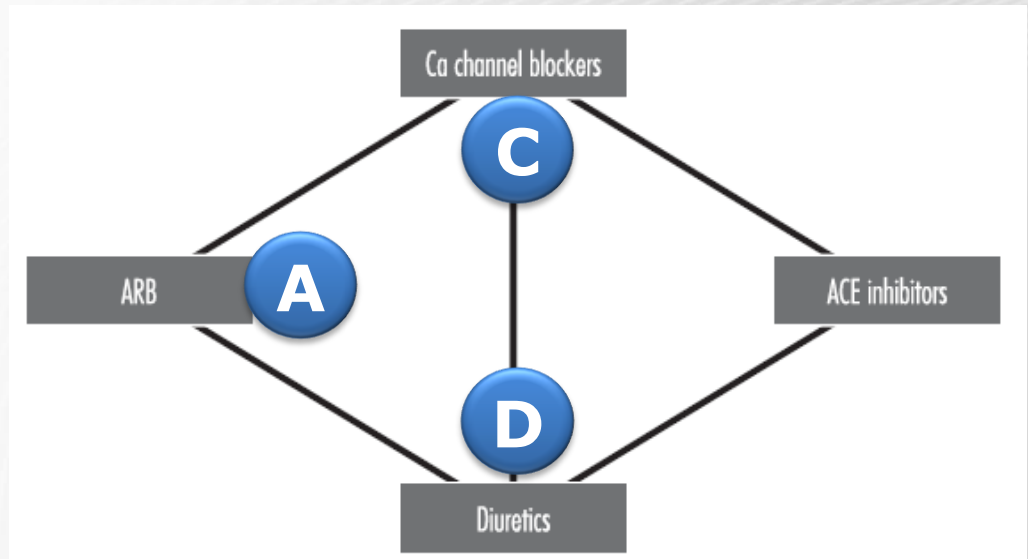 Ca channel blockers
C
ARB
A
ACE inhibitors
D
Diuretics